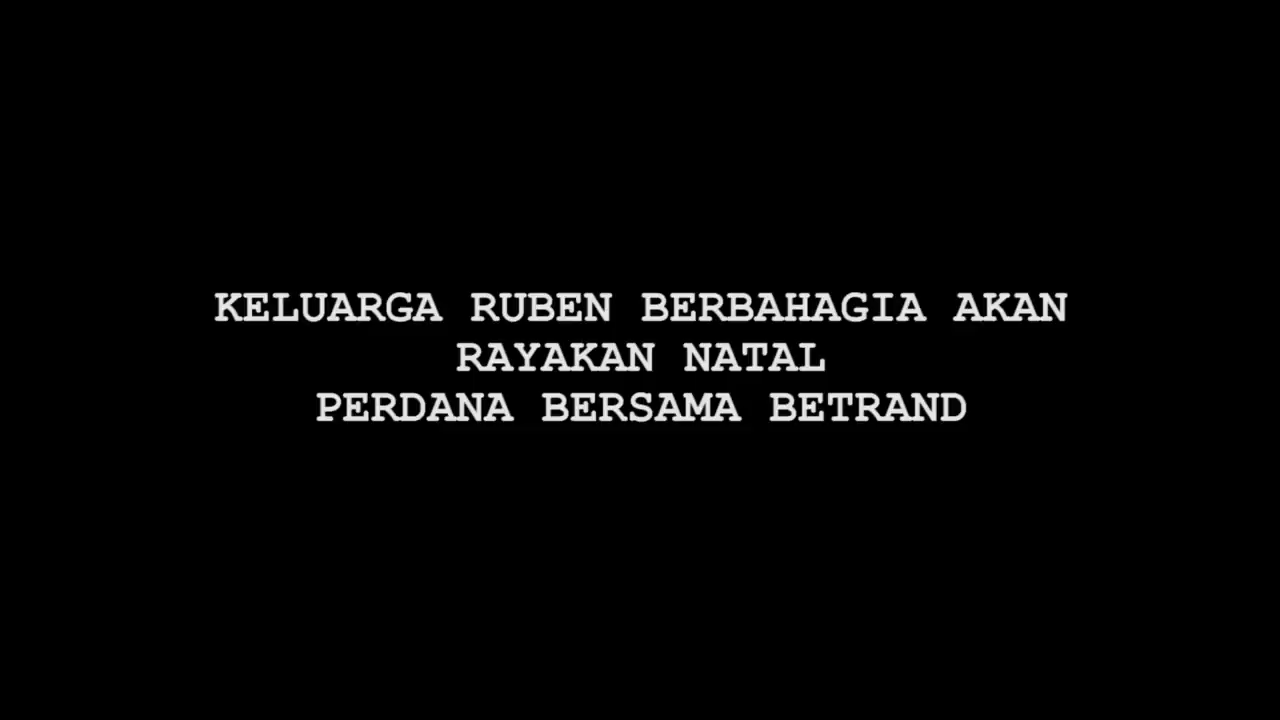 KELUARGA RUBEN BERBAHAGIA AKAN
RAYAKAN NATAL
PERDANA BERSAMA BETRAND